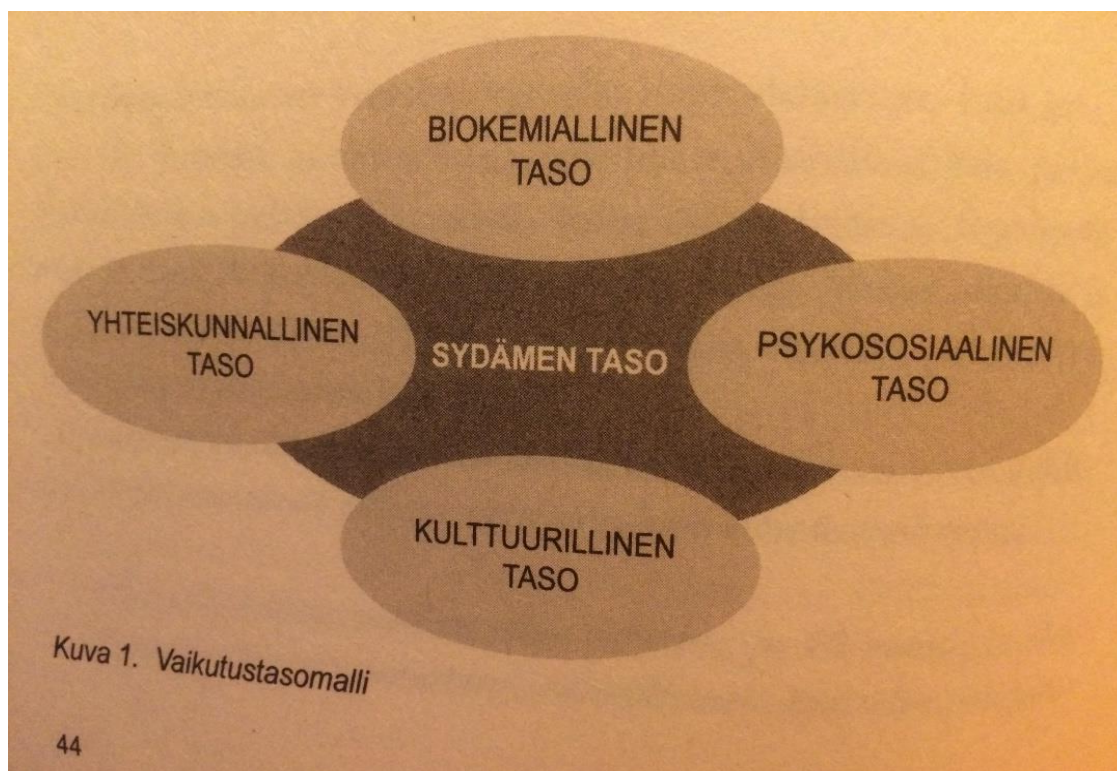 BIOKEMIALLINEN
TASO
YHTEISKUNNALLINEN
TASO
SYDÄMEN TASO
PSYKOSOSIAALINEN
TASO
KULTTUURILLINEN
TASO
Kuva 1. Vaikutustasomalli
44